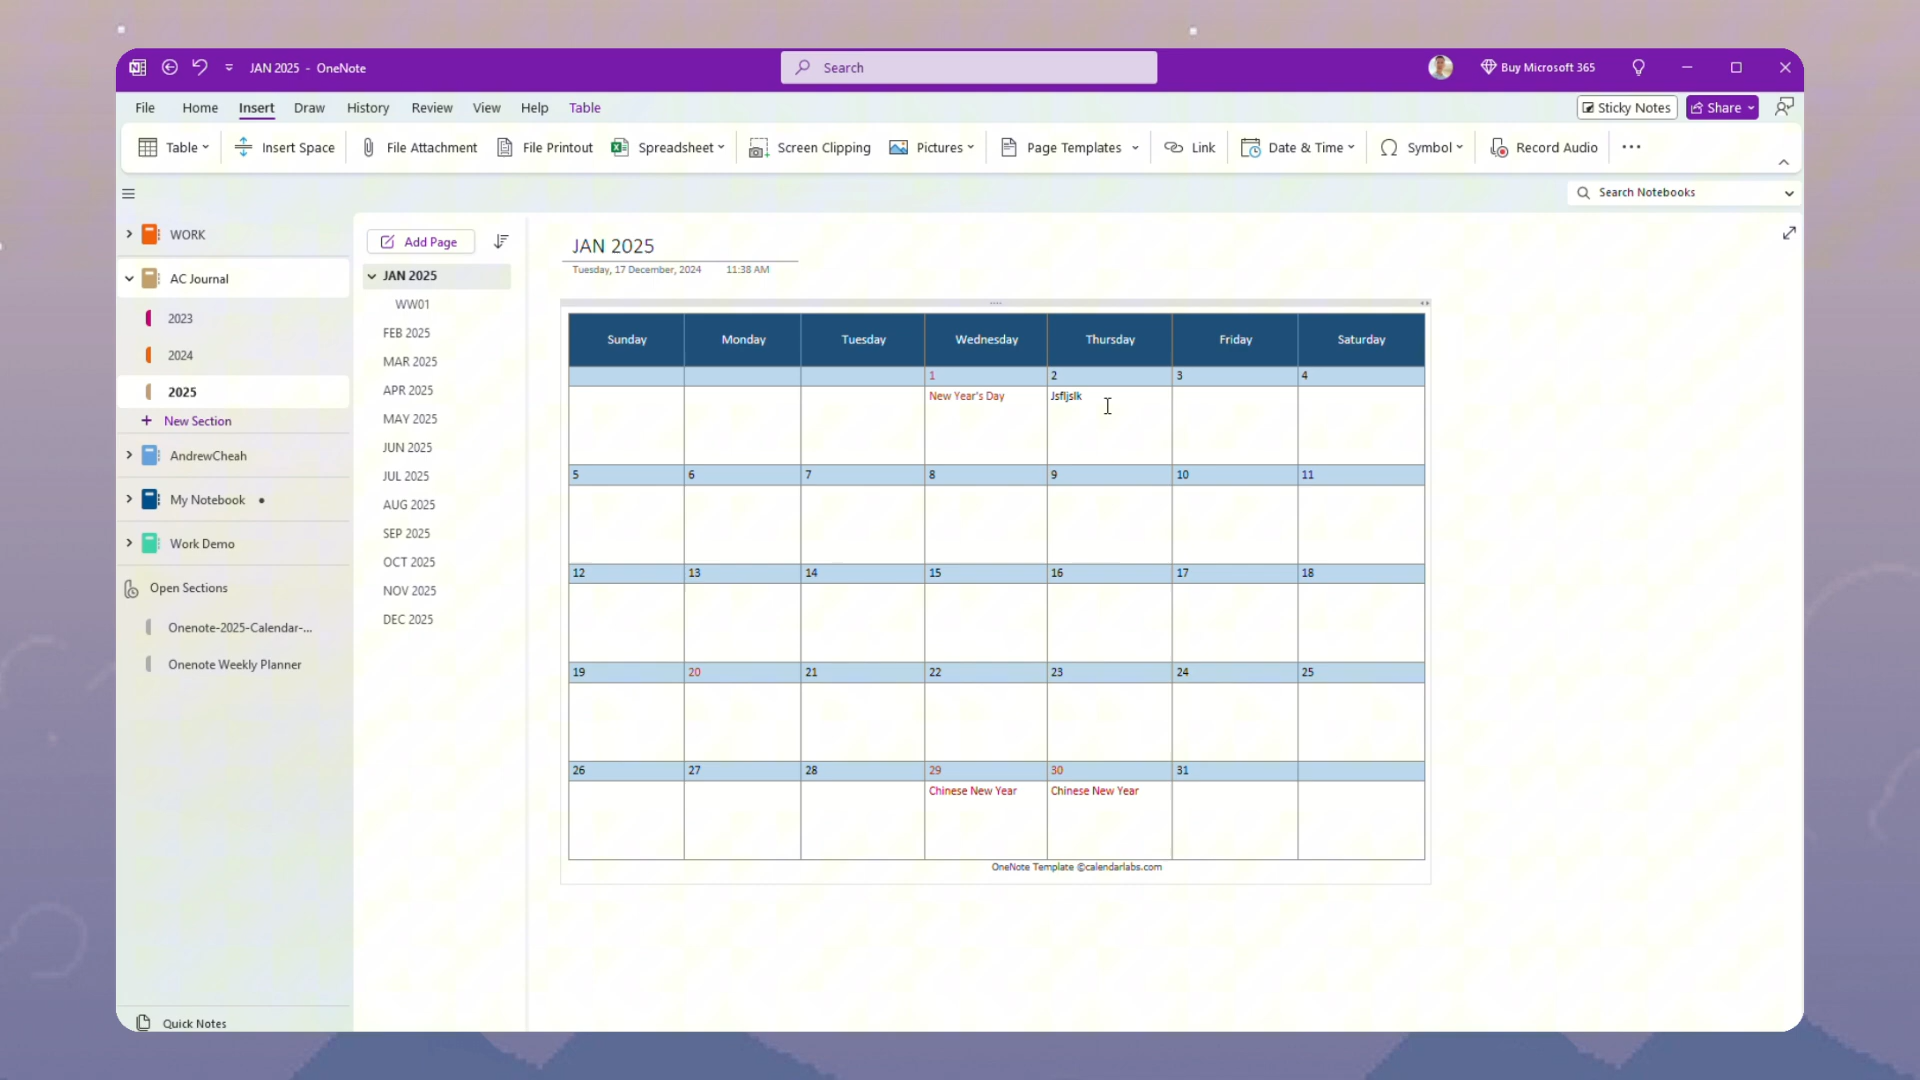 JAN 2025 - OneNote
Search
Buy Microsoft 365
File Home Insert Draw History Review View Help Table
Sticky Notes Share
Table Insert Space File Attachment File Printout Spreadsheet Screen Clipping Pictures Page Templates Link Date & Time Symbol Record Audio
Search Notebooks
WORK
AC Journal
2023
2024
2025
New Section
AndrewCheah
My Notebook
Work Demo
Open Sections
Onenote-2025-Calendar-...
Onenote Weekly Planner
Quick Notes
Add Page
JAN 2025
WW01
FEB 2025
MAR 2025
APR 2025
MAY 2025
JUN 2025
JUL 2025
AUG 2025
SEP 2025
OCT 2025
NOV 2025
DEC 2025
JAN 2025
Tuesday, 17 December, 2024 11:38 AM
Sunday Monday Tuesday Wednesday Thursday Friday Saturday
1 2 3 4
New Year's Day Jsfljslk
5 6 7 8 9 10 11
12 13 14 15 16 17 18
19 20 21 22 23 24 25
26 27 28 29 30 31
Chinese New Year Chinese New Year
OneNote Template ©calendarlabs.com